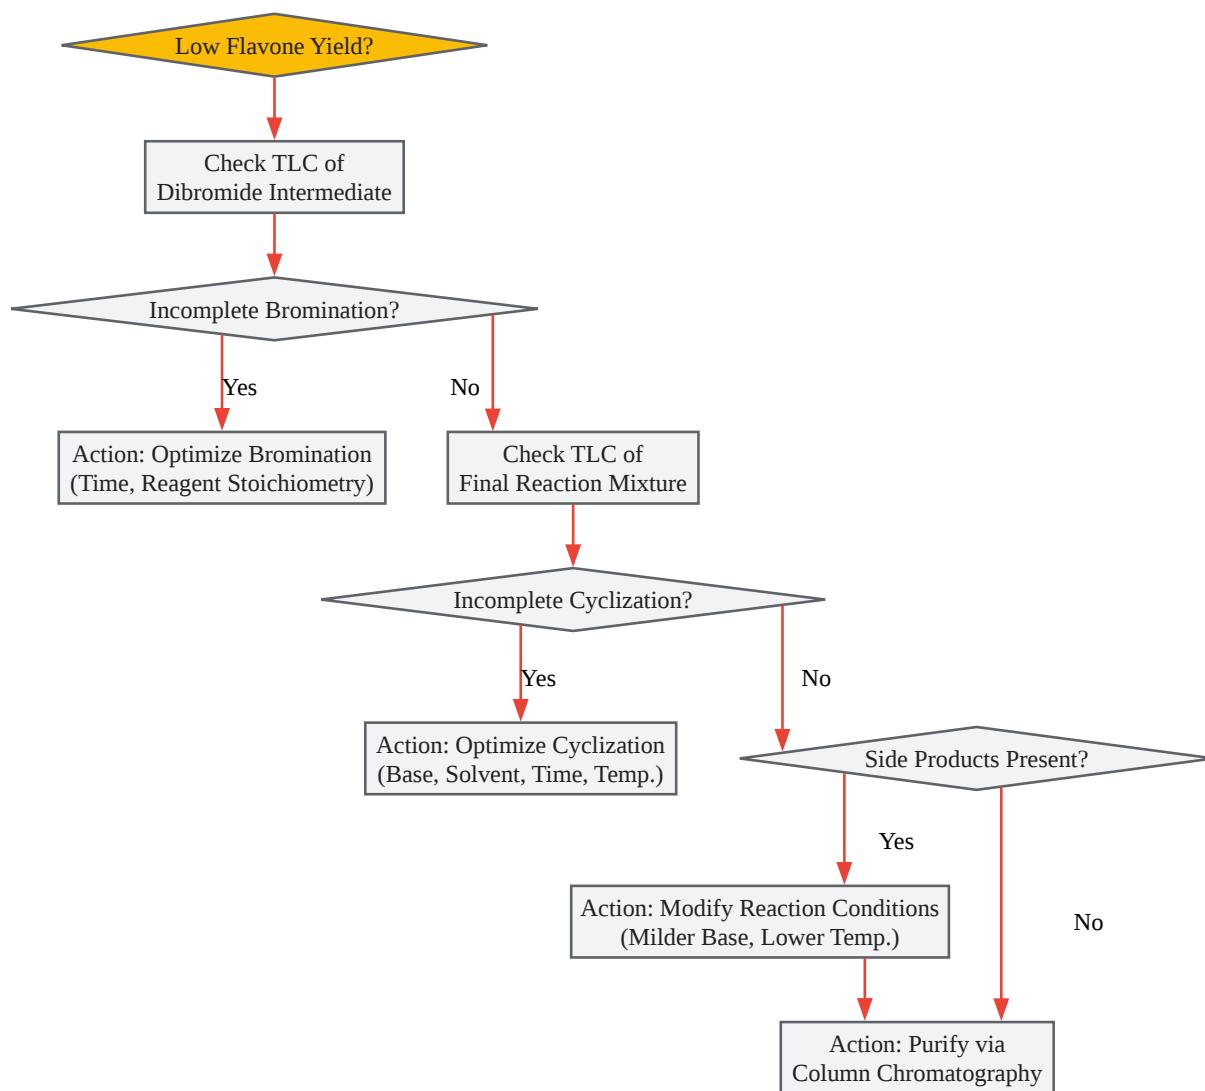 Low Flavone Yield?
Check TLC of
Dibromide Intermediate
Incomplete Bromination?
Yes
No
Action: Optimize Bromination
(Time, Reagent Stoichiometry)
Check TLC of
Final Reaction Mixture
Incomplete Cyclization?
Yes
No
Action: Optimize Cyclization
(Base, Solvent, Time, Temp.)
Side Products Present?
Yes
No
Action: Modify Reaction Conditions
(Milder Base, Lower Temp.)
Action: Purify via
Column Chromatography